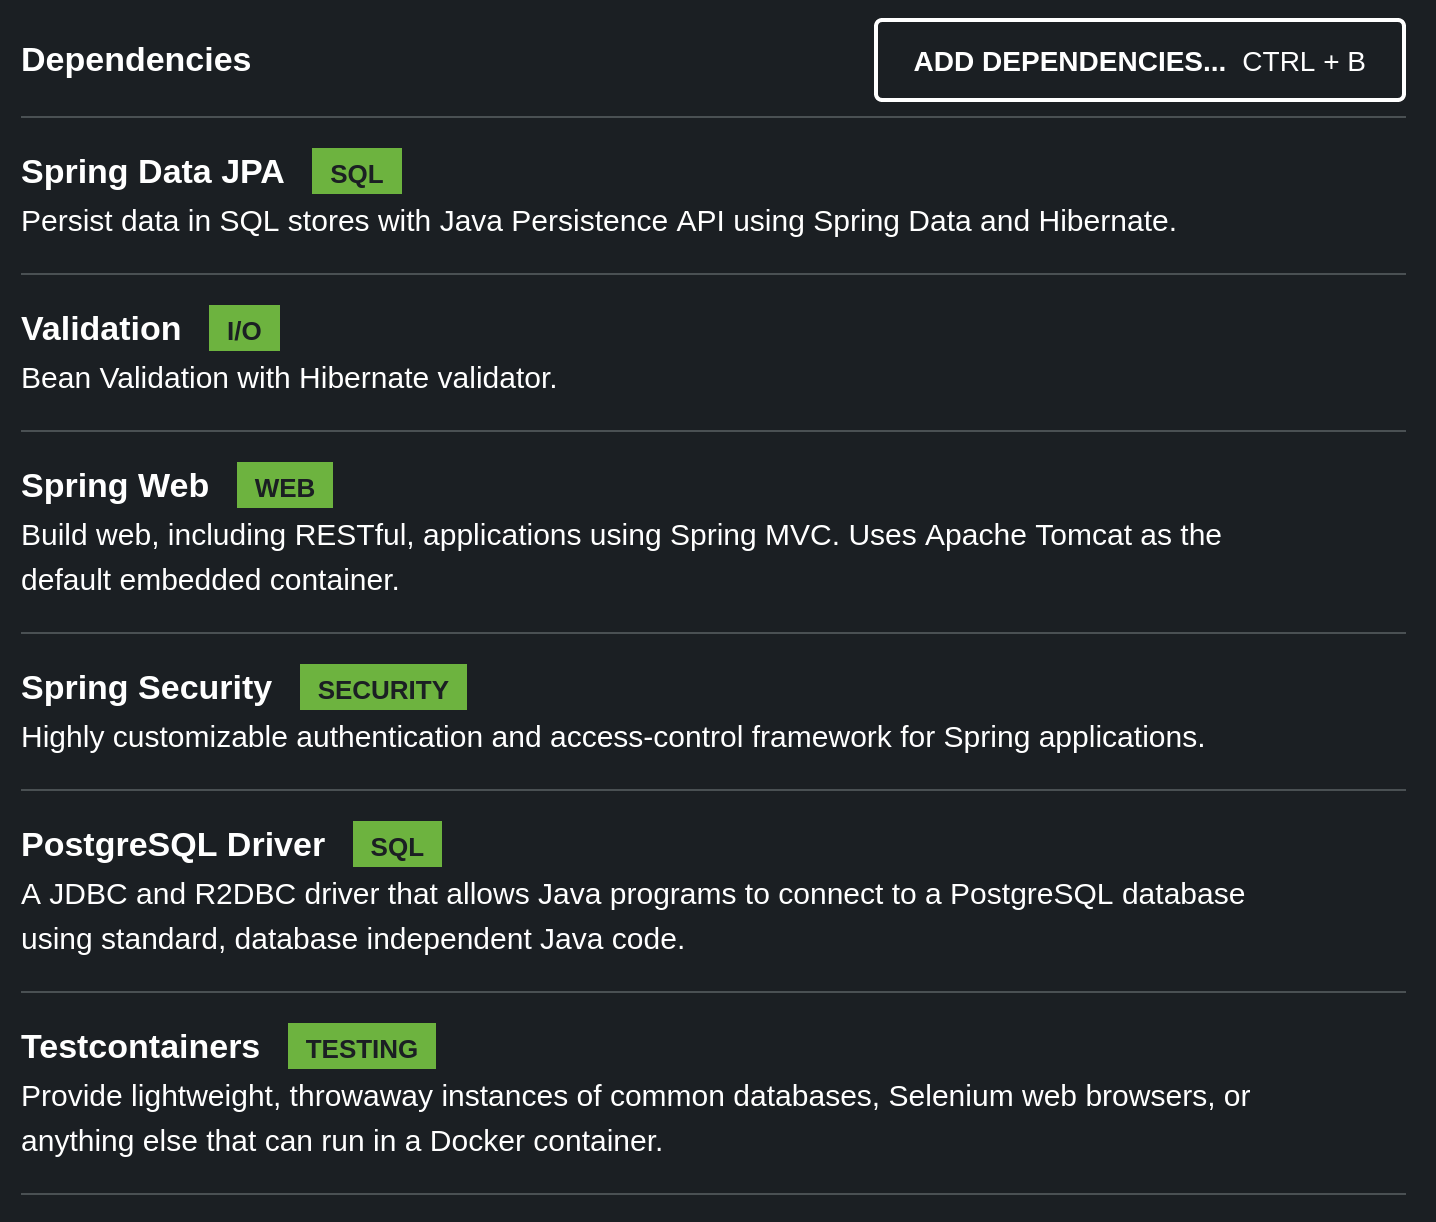 Dependencies
ADD DEPENDENCIES... CTRL + B
Spring Data JPA SQL
Persist data in SQL stores with Java Persistence API using Spring Data and Hibernate.
Validation I/O
Bean Validation with Hibernate validator.
Spring Web WEB
Build web, including RESTful, applications using Spring MVC. Uses Apache Tomcat as the
default embedded container.
Spring Security SECURITY
Highly customizable authentication and access-control framework for Spring applications.
PostgreSQL Driver SQL
A JDBC and R2DBC driver that allows Java programs to connect to a PostgreSQL database
using standard, database independent Java code.
Testcontainers TESTING
Provide lightweight, throwaway instances of common databases, Selenium web browsers, or
anything else that can run in a Docker container.